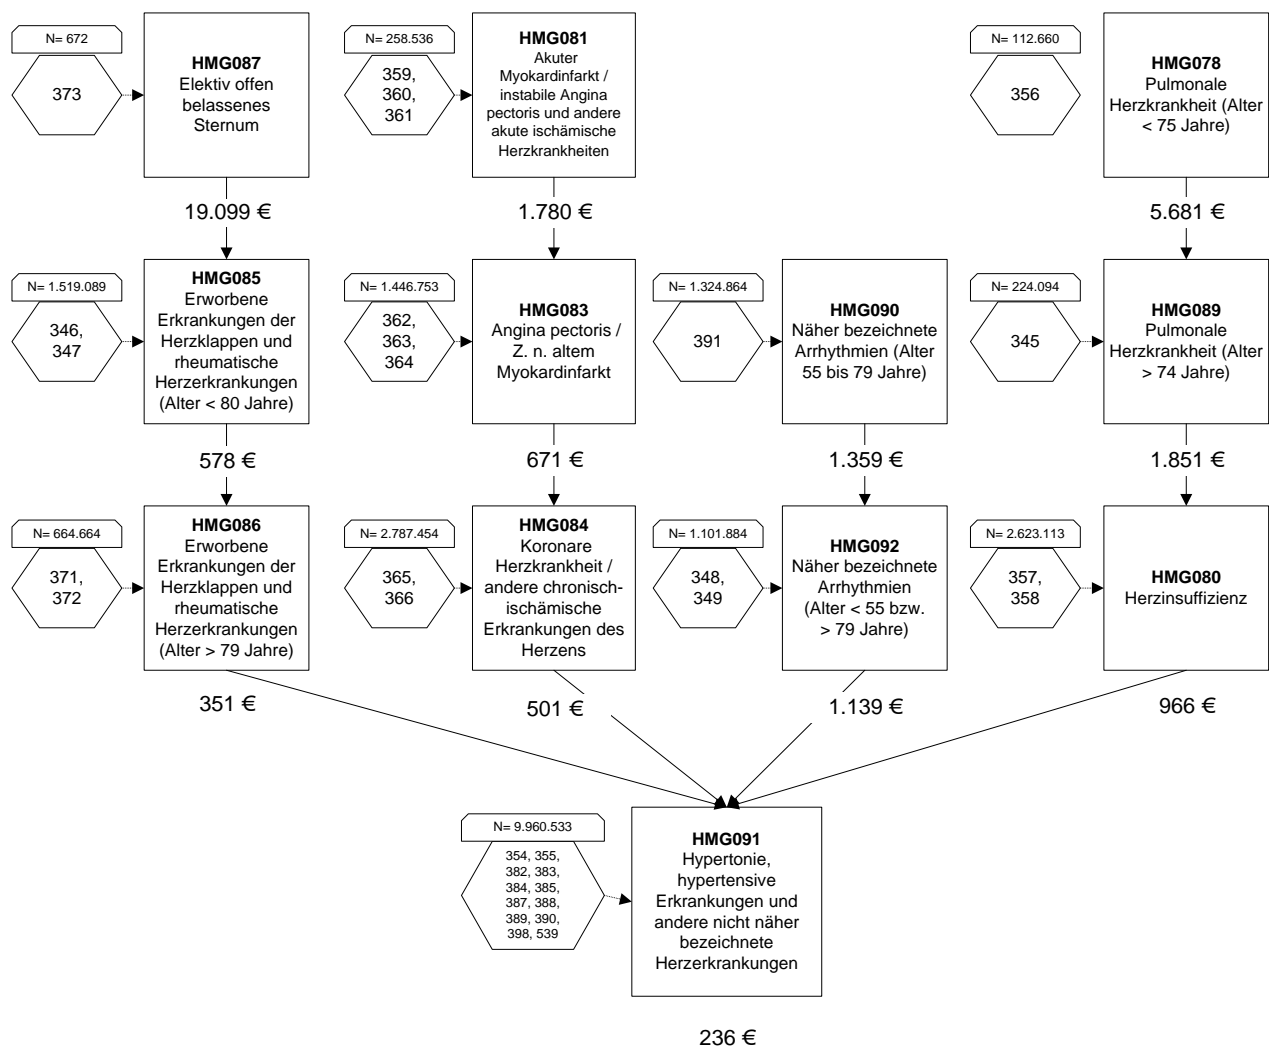 N= 672
373
HMG087
Elektiv offen
belassenes
Sternum
19.099 €
N= 258.536
359,
360,
361
HMG081
Akuter
Myokardinfarkt /
instabile Angina
pectoris und andere
akute ischämische
Herzkrankheiten
1.780 €
N= 112.660
356
HMG078
Pulmonale
Herzkrankheit (Alter
< 75 Jahre)
5.681 €
N= 1.519.089
346,
347
HMG085
Erworbene
Erkrankungen der
Herzklappen und
rheumatische
Herzerkrankungen
(Alter < 80 Jahre)
578 €
N= 1.446.753
362,
363,
364
HMG083
Angina pectoris /
Z. n. altem
Myokardinfarkt
671 €
N= 1.324.864
391
HMG090
Näher bezeichnete
Arrhythmien (Alter
55 bis 79 Jahre)
1.359 €
N= 224.094
345
HMG089
Pulmonale
Herzkrankheit (Alter
> 74 Jahre)
1.851 €
N= 664.664
371,
372
HMG086
Erworbene
Erkrankungen der
Herzklappen und
rheumatische
Herzerkrankungen
(Alter > 79 Jahre)
351 €
N= 2.787.454
365,
366
HMG084
Koronare
Herzkrankheit /
andere chronisch-
ischämische
Erkrankungen des
Herzens
501 €
N= 1.101.884
348,
349
HMG092
Näher bezeichnete
Arrhythmien
(Alter < 55 bzw.
> 79 Jahre)
1.139 €
N= 2.623.113
357,
358
HMG080
Herzinsuffizienz
966 €
N= 9.960.533
354, 355,
382, 383,
384, 385,
387, 388,
389, 390,
398, 539
HMG091
Hypertonie,
hypertensive
Erkrankungen und
andere nicht näher
bezeichnete
Herzerkrankungen
236 €